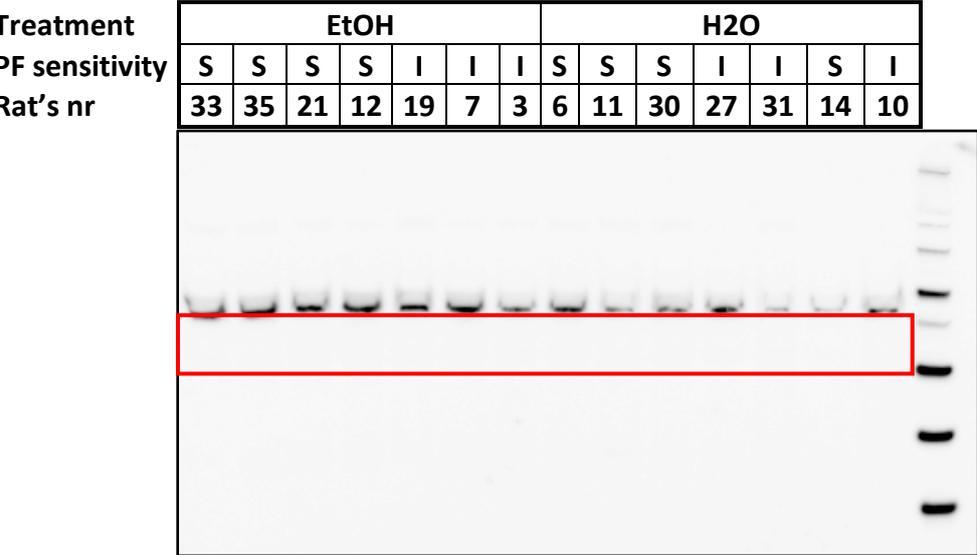 Treatment EtOH H2O
PF sensitivity S S S S I I I S S S I I S I
Rat's nr 33 35 21 12 19 7 3 6 11 30 27 31 14 10